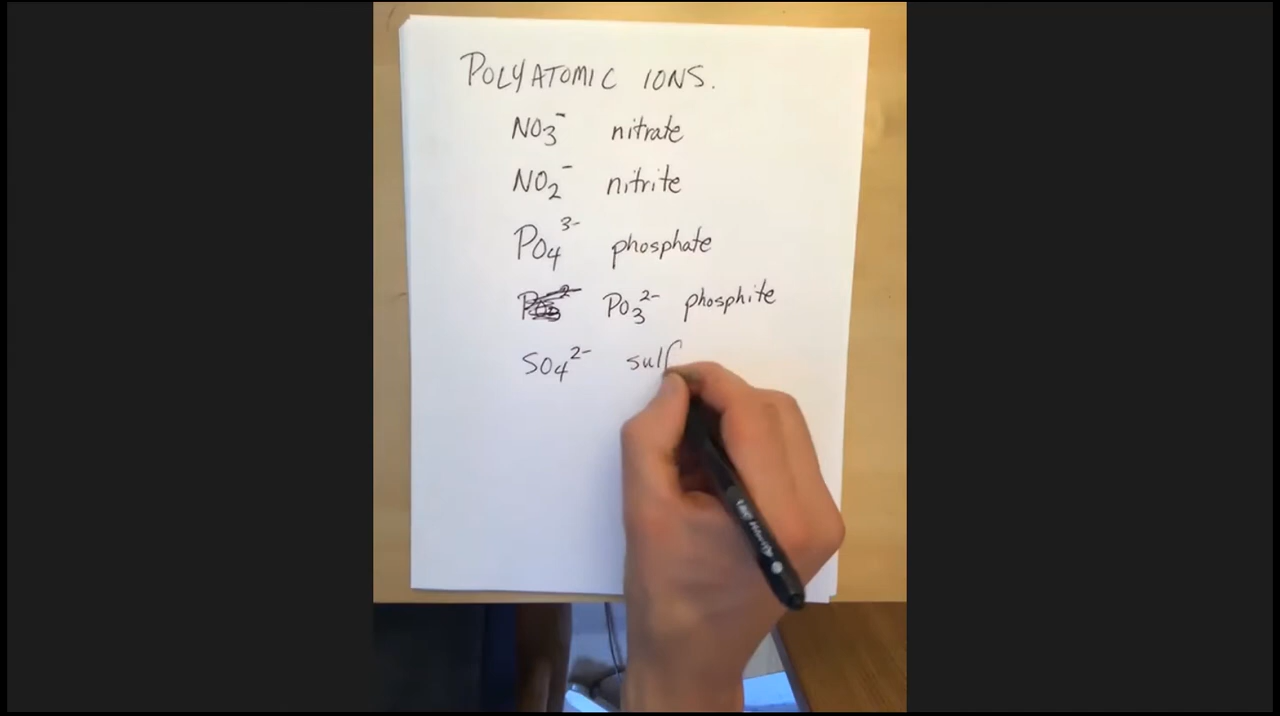 POLYATOMIC IONS.
NO₃⁻ nitrate
NO₂⁻ nitrite
PO₄³⁻ phosphate
PO₃²⁻ phosphite
SO₄²⁻ sulf